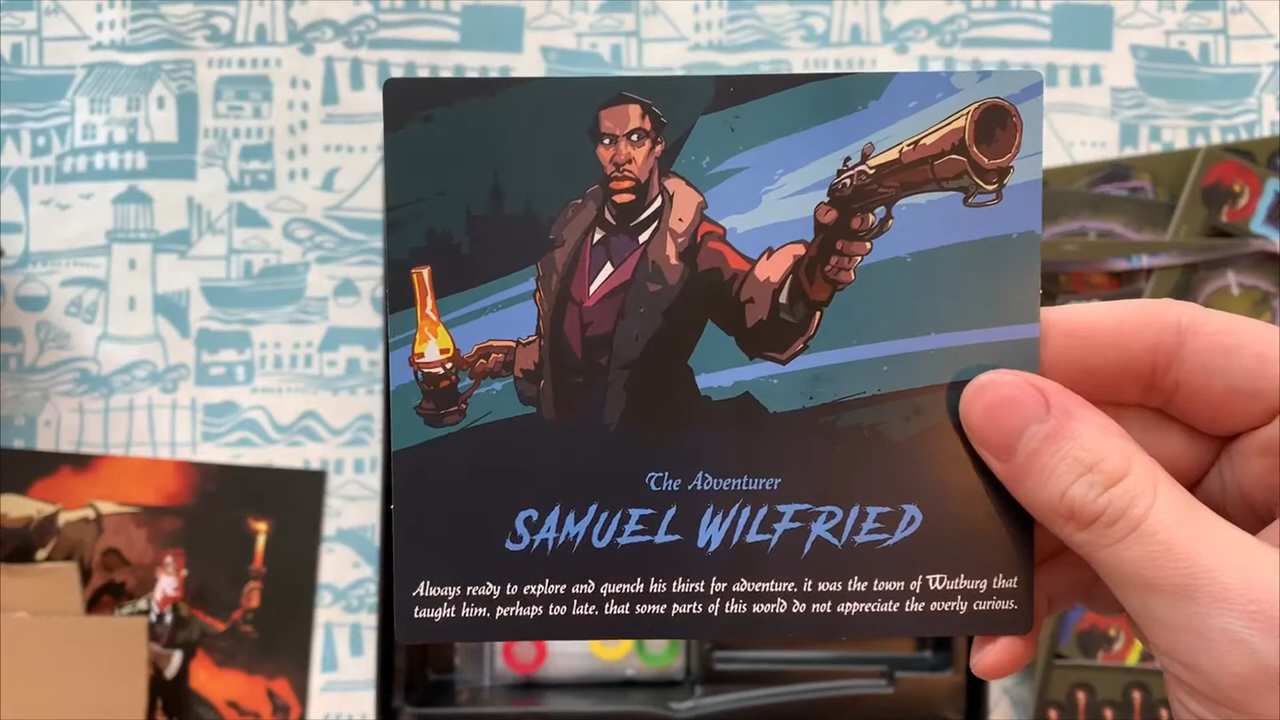 The Adventurer
SAMUEL WILFRIED
Always ready to explore and quench his thirst for adventure, it was the town of Wutburg that
taught him, perhaps too late, that some parts of this world do not appreciate the overly curious.